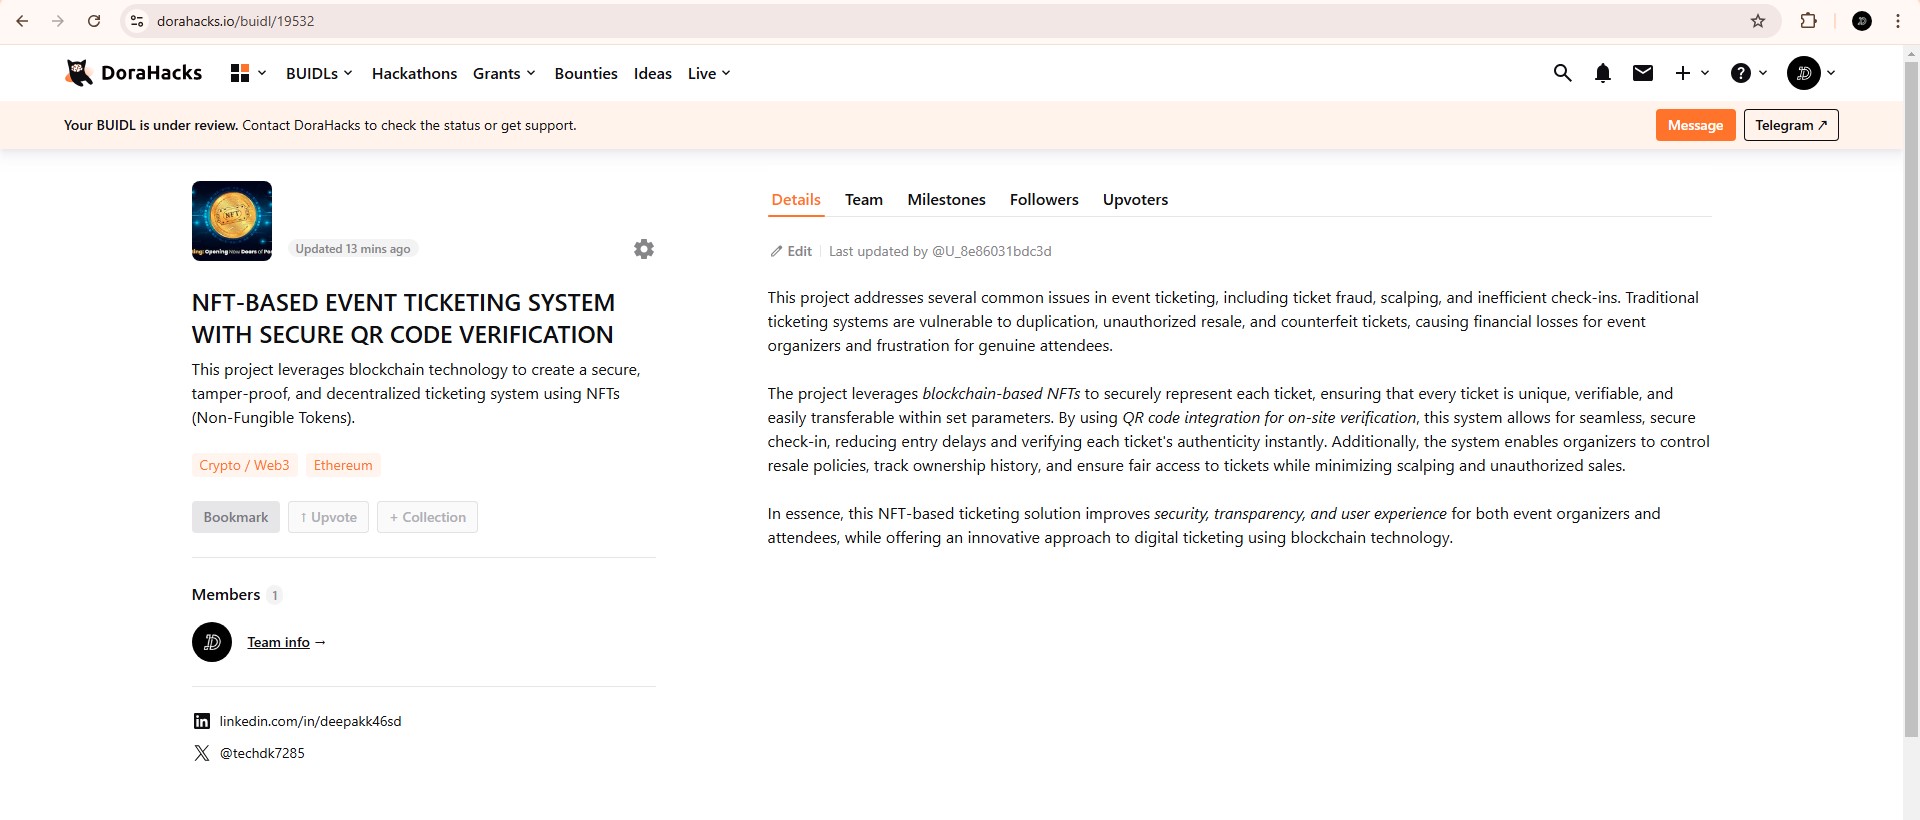 dorahacks.io/buidl/19532
DoraHacks
BUIDLs
Hackathons
Grants
Bounties
Ideas
Live
Your BUIDL is under review. Contact DoraHacks to check the status or get support.
Message
Telegram ↗
NFT
Updated 13 mins ago
NFT-BASED EVENT TICKETING SYSTEM
WITH SECURE QR CODE VERIFICATION
This project leverages blockchain technology to create a secure,
tamper-proof, and decentralized ticketing system using NFTs
(Non-Fungible Tokens).
Crypto / Web3
Ethereum
Bookmark
↑ Upvote
+ Collection
Members 1
Team info →
linkedin.com/in/deepakk46sd
@techdk7285
Details
Team
Milestones
Followers
Upvoters
Edit
Last updated by @U_8e86031bdc3d
This project addresses several common issues in event ticketing, including ticket fraud, scalping, and inefficient check-ins. Traditional
ticketing systems are vulnerable to duplication, unauthorized resale, and counterfeit tickets, causing financial losses for event
organizers and frustration for genuine attendees.
The project leverages blockchain-based NFTs to securely represent each ticket, ensuring that every ticket is unique, verifiable, and
easily transferable within set parameters. By using QR code integration for on-site verification, this system allows for seamless, secure
check-in, reducing entry delays and verifying each ticket's authenticity instantly. Additionally, the system enables organizers to control
resale policies, track ownership history, and ensure fair access to tickets while minimizing scalping and unauthorized sales.
In essence, this NFT-based ticketing solution improves security, transparency, and user experience for both event organizers and
attendees, while offering an innovative approach to digital ticketing using blockchain technology.